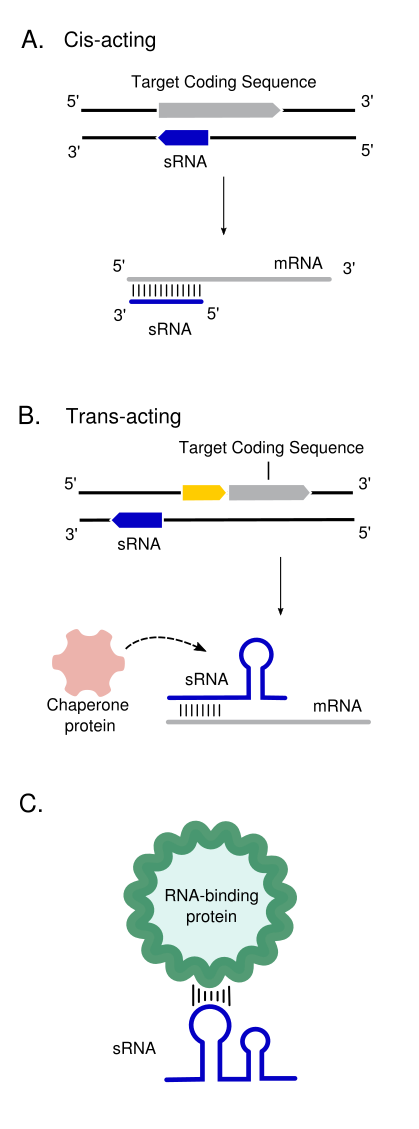 A. Cis-acting
Target Coding Sequence
5' 3'
3' 5'
sRNA
5' mRNA 3'
3' 5'
sRNA
B. Trans-acting
Target Coding Sequence
5' 3'
3' 5'
sRNA
sRNA
Chaperone
protein
mRNA
C.
RNA-binding
protein
sRNA